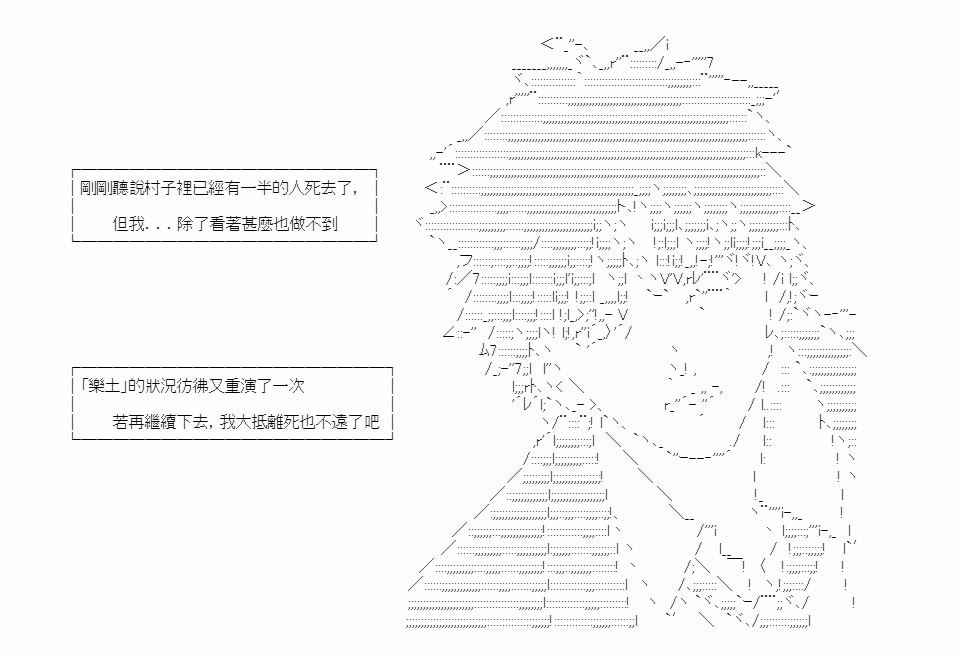 剛剛聽說村子裡已經有一半的人死去了，
但我．．．除了看著甚麼也做不到
「樂土」的狀況彷彿又重演了一次
若再繼續下去，我大抵離死也不遠了吧